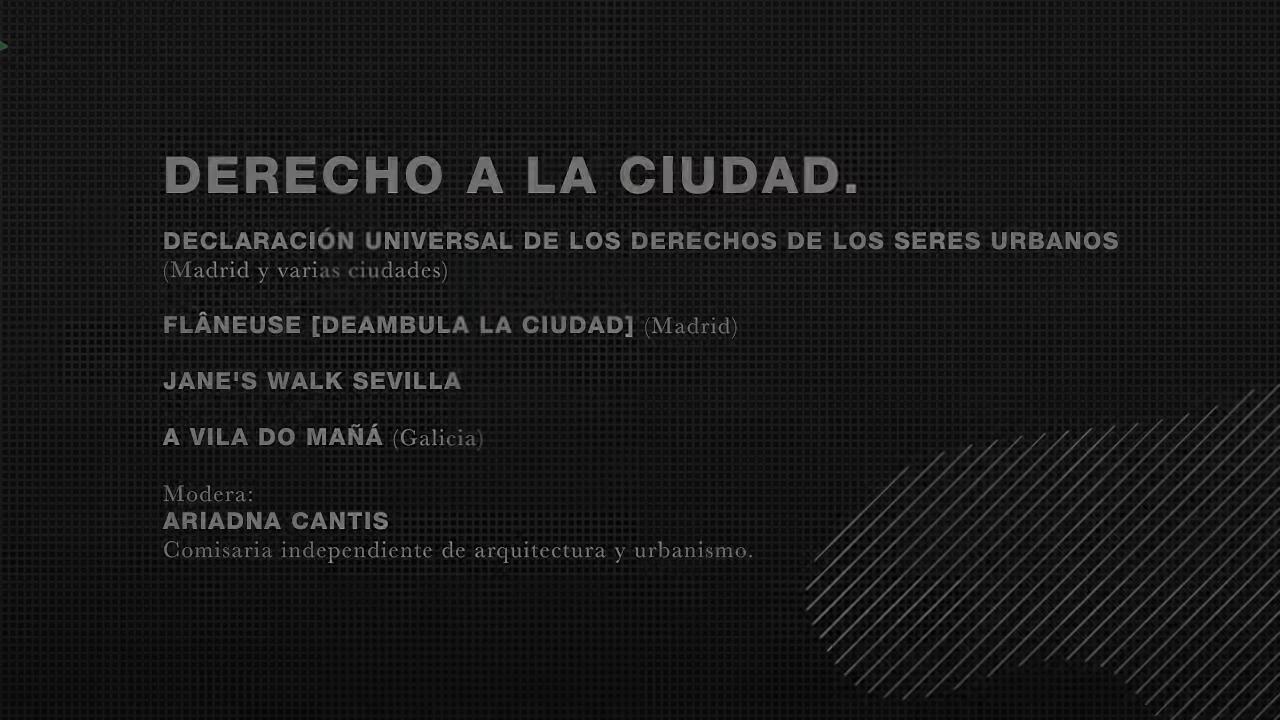 DERECHO A LA CIUDAD.
DECLARACIÓN UNIVERSAL DE LOS DERECHOS DE LOS SERES URBANOS
(Madrid y varias ciudades)
FLÂNEUSE [DEAMBULA LA CIUDAD] (Madrid)
JANE'S WALK SEVILLA
A VILA DO MAÑÁ (Galicia)
Modera:
ARIADNA CANTIS
Comisaria independiente de arquitectura y urbanismo.